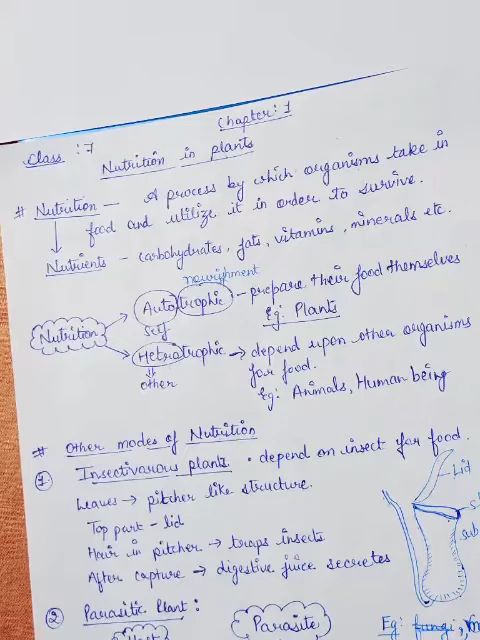 Chapter: 1
Class : 7
Nutrition in plants
# Nutrition — A process by which organisms take in
food and utilize it in order to survive.
Nutrients – carbohydrates, fats, vitamins, minerals etc.
nourishment
Autotrophic – prepare their food themselves
Self
Eg: Plants
Nutrition
Hetrotrophic → depend upon other organisms
for food.
other
Eg: Animals, Human being
# Other modes of Nutrition
1. Insectivarous plants • depend on insect for food.
Leaves → pitcher like structure.
Lid
Top part – lid
Hair in pitcher → traps insects
After capture → digestive juice secretes
2 Parasitic Plant:
Parasite
Eg: fungi,